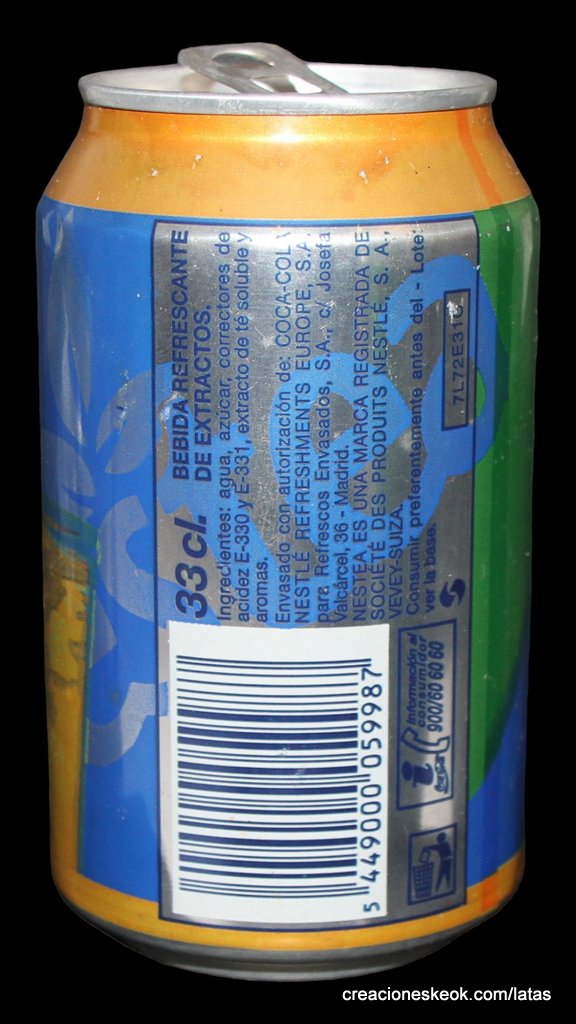 33 cl. BEBIDA REFRESCANTE
DE EXTRACTOS.
Ingredientes: agua, azúcar, correctores de
acidez E-330 y E-331, extracto de té soluble y
aromas.
Envasado con autorización de: COCA-COLA
NESTLÉ REFRESHMENTS EUROPE, S.A.
para Refrescos Envasados, S.A., c/ Josefa
Valcárcel, 36 - Madrid.
NESTEA ES UNA MARCA REGISTRADA DE
SOCIÉTÉ DES PRODUITS NESTLÉ, S. A.,
VEVEY-SUIZA.
Consumir preferentemente antes del - Lote:
ver la base.
5 449000 059987
Información al
consumidor
900/60 60 60
creacioneskeok.com/latas